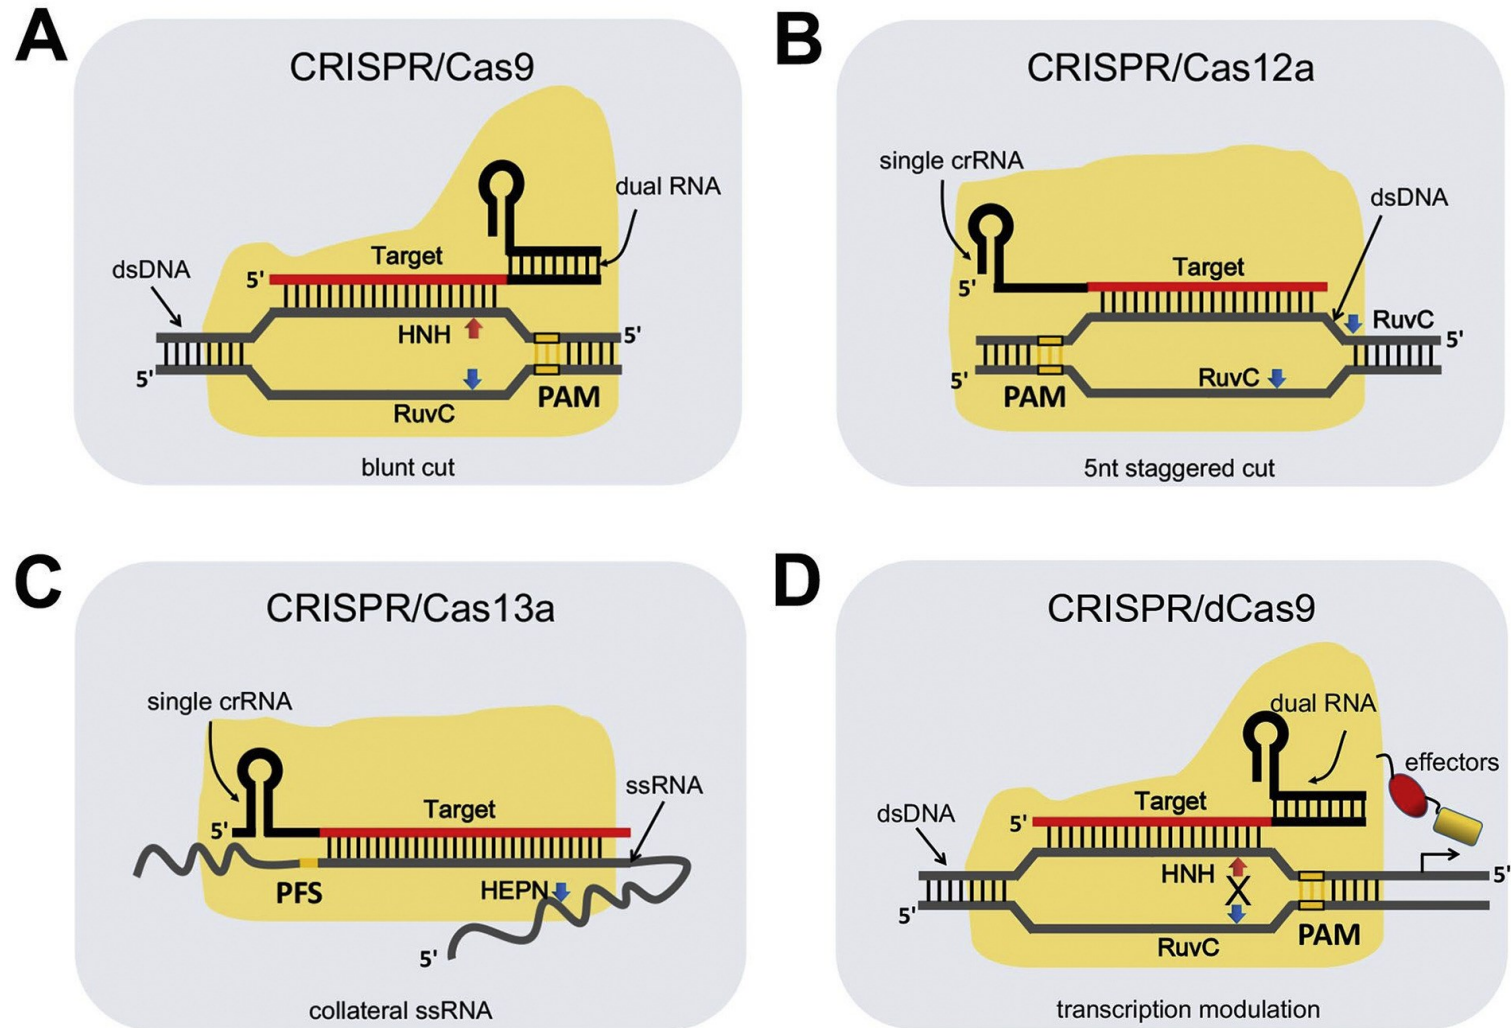 A
CRISPR/Cas9
dual RNA
Target
dsDNA
5'
HNH
5'
5'
PAM
RuvC
blunt cut
B
CRISPR/Cas12a
single crRNA
dsDNA
Target
5'
RuvC
5'
5'
RuvC
PAM
5nt staggered cut
C
CRISPR/Cas13a
single crRNA
ssRNA
Target
5'
PFS
HEPN
5'
collateral ssRNA
D
CRISPR/dCas9
dual RNA
effectors
Target
dsDNA
5'
HNH
5'
X
5'
PAM
RuvC
transcription modulation